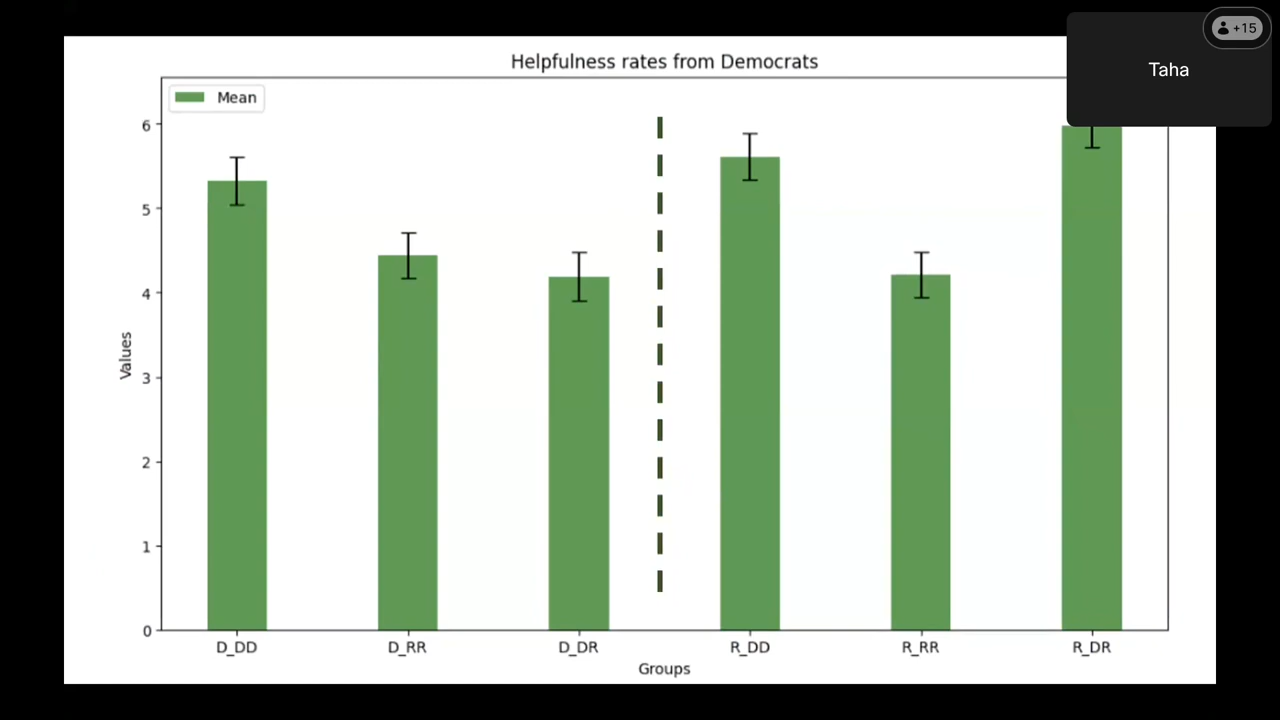 +15
Taha
Helpfulness rates from Democrats
Mean
6
5
4
3
2
1
0
Values
D_DD D_RR D_DR R_DD R_RR R_DR
Groups